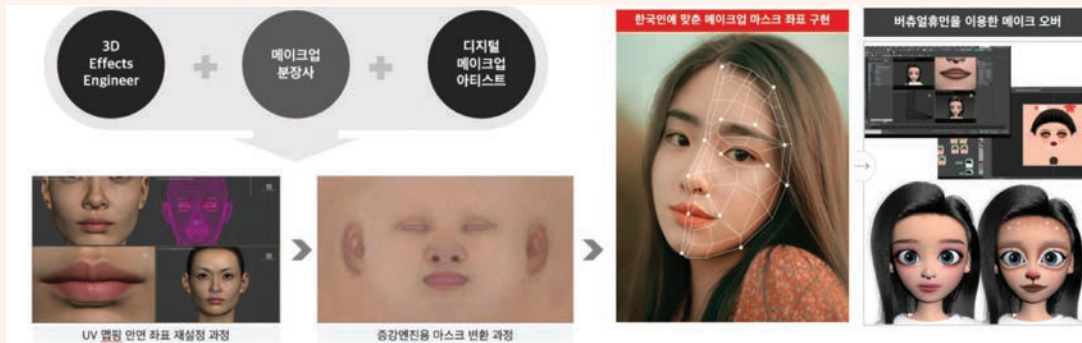 3D
Effects
Engineer
메이크업
분장사
디지털
메이크업
아티스트
UV 맵핑 안면 좌표 재설정 과정
증강엔진용 마스크 변환 과정
한국인에 맞춘 메이크업 마스크 좌표 구현
버츄얼휴먼을 이용한 메이크 오버